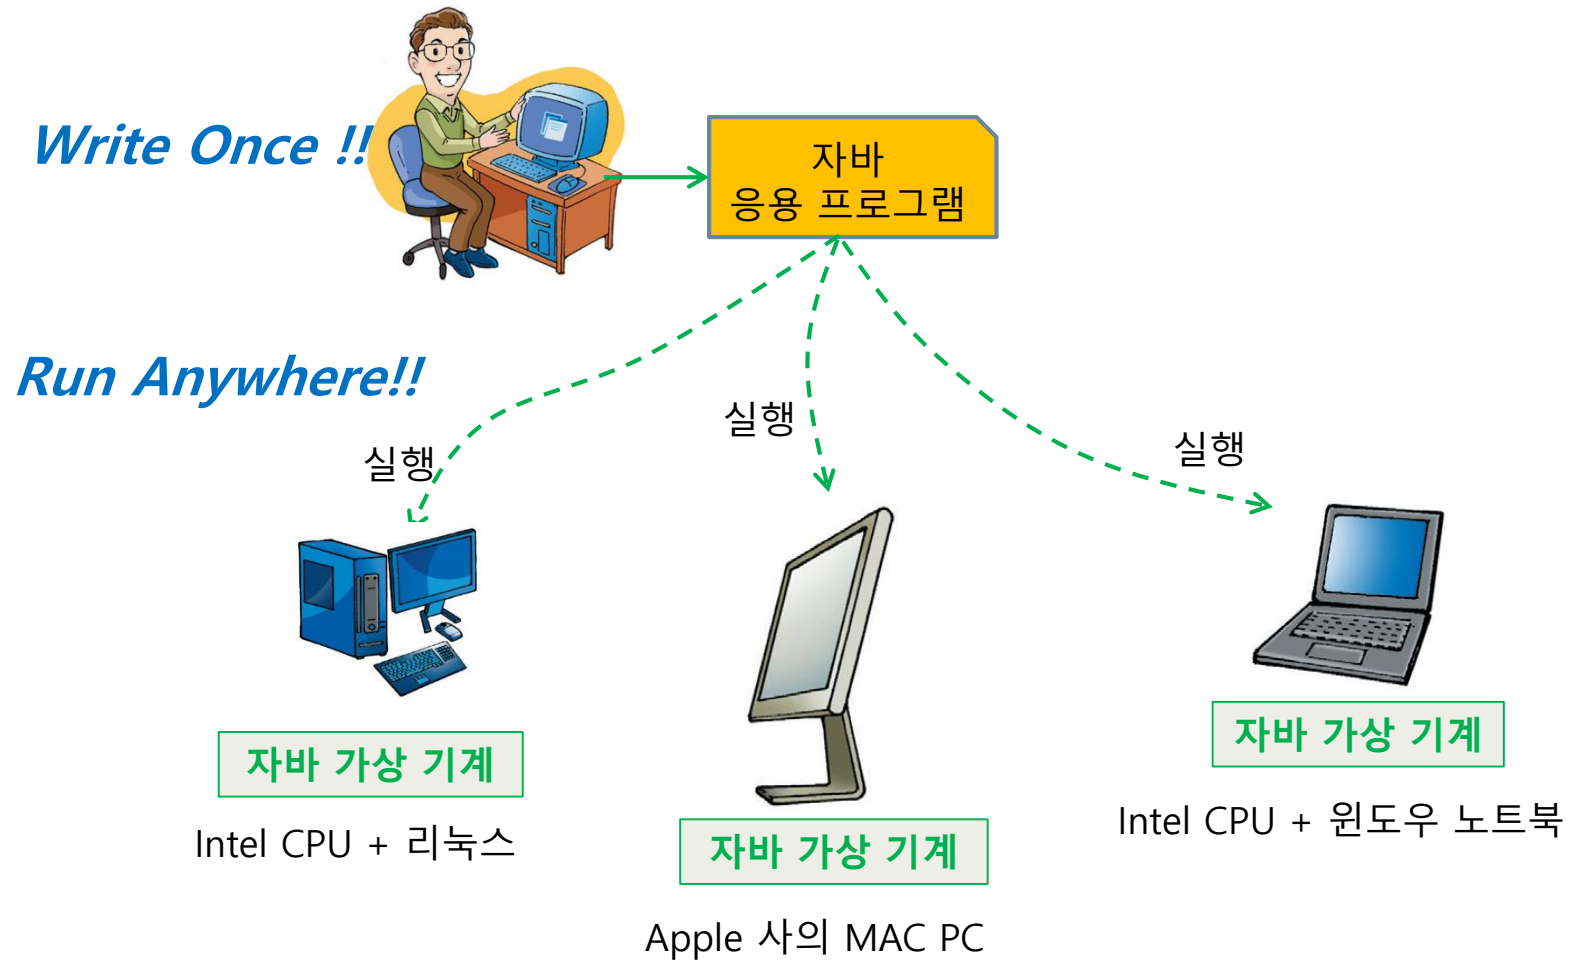 Write Once !!
자바
응용 프로그램
Run Anywhere!!
실행
실행
실행
자바 가상 기계
Intel CPU + 리눅스
자바 가상 기계
Apple 사의 MAC PC
자바 가상 기계
Intel CPU + 윈도우 노트북